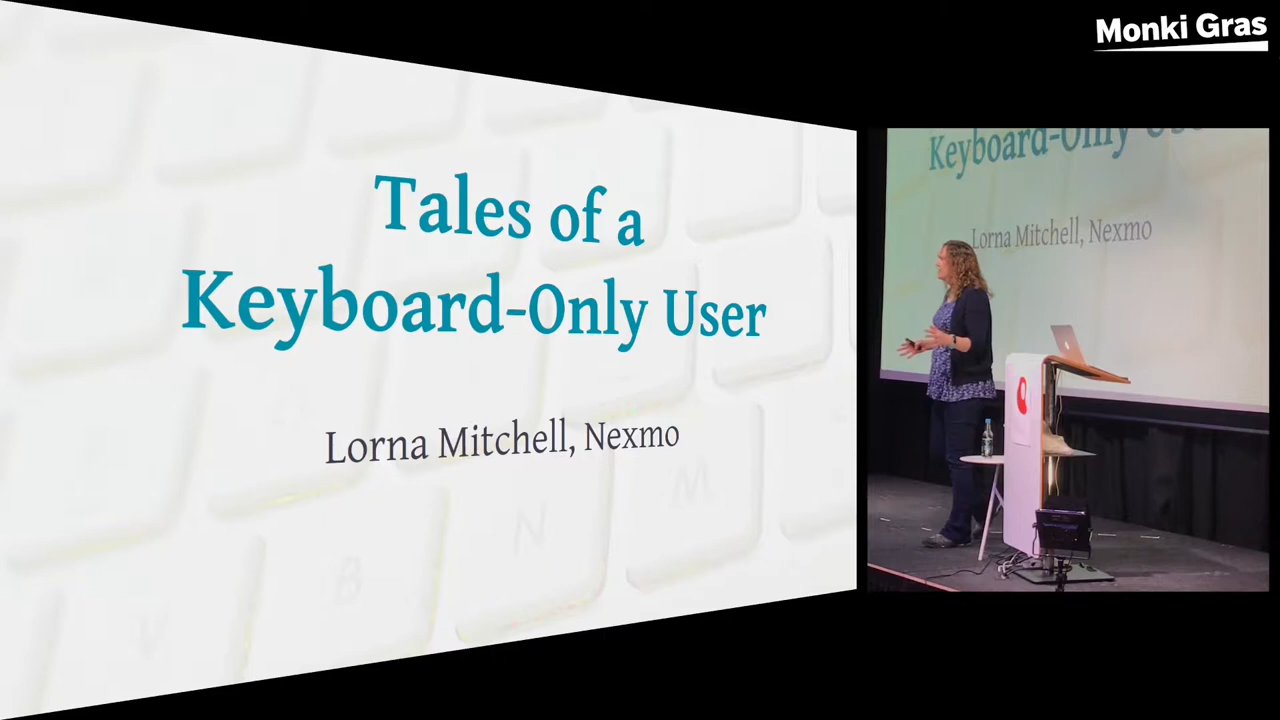 Monki Gras
Tales of a
Keyboard-Only User
Lorna Mitchell, Nexmo
B
N
M
Keyboard-Only Use
Lorna Mitchell, Nexmo